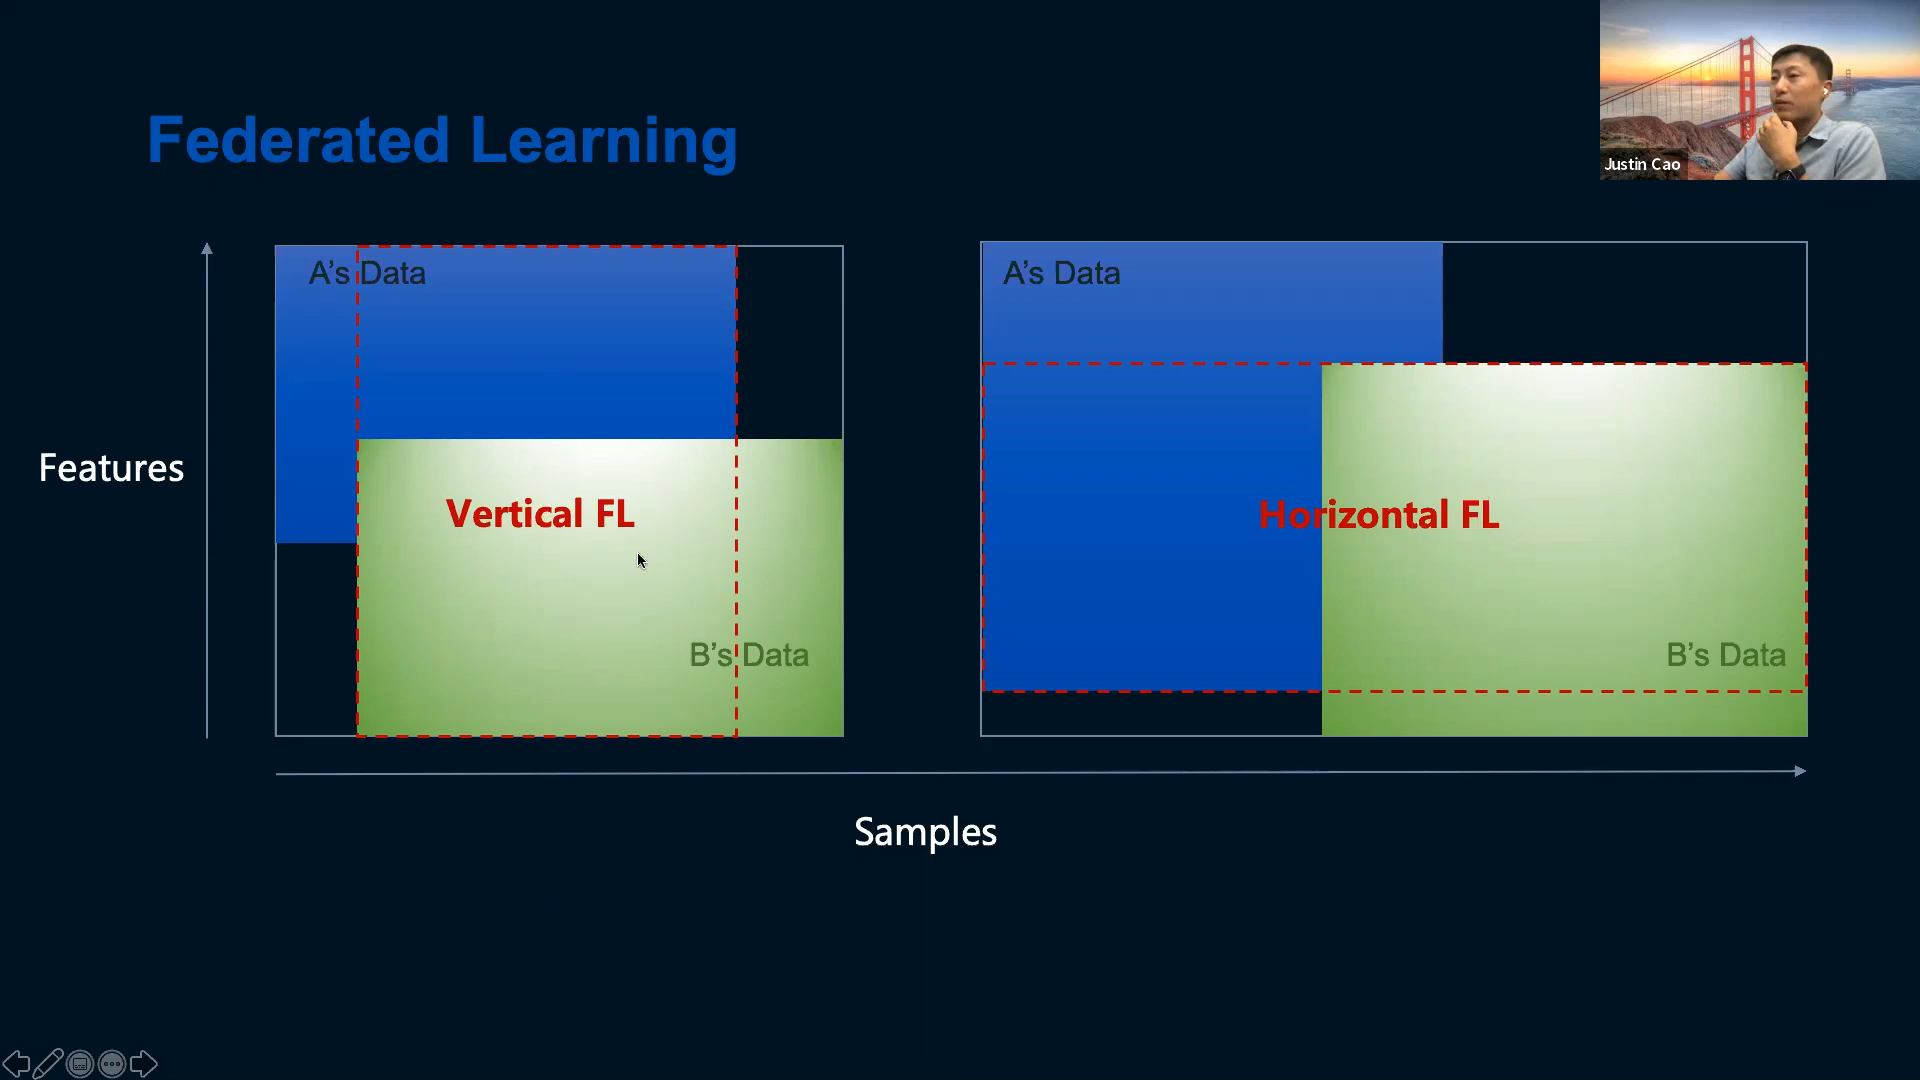 Federated Learning
Justin Cao
A's Data
A's Data
Features
Vertical FL
Horizontal FL
B's Data
B's Data
Samples